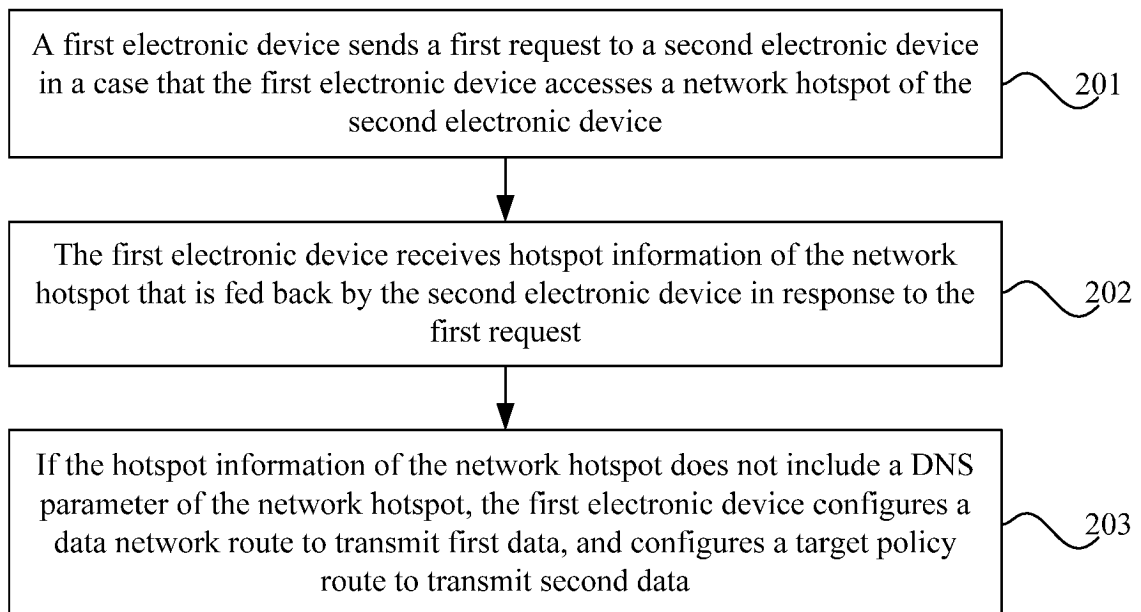 A first electronic device sends a first request to a second electronic device
in a case that the first electronic device accesses a network hotspot of the
second electronic device
201
The first electronic device receives hotspot information of the network
hotspot that is fed back by the second electronic device in response to the
first request
202
If the hotspot information of the network hotspot does not include a DNS
parameter of the network hotspot, the first electronic device configures a
data network route to transmit first data, and configures a target policy
route to transmit second data
203